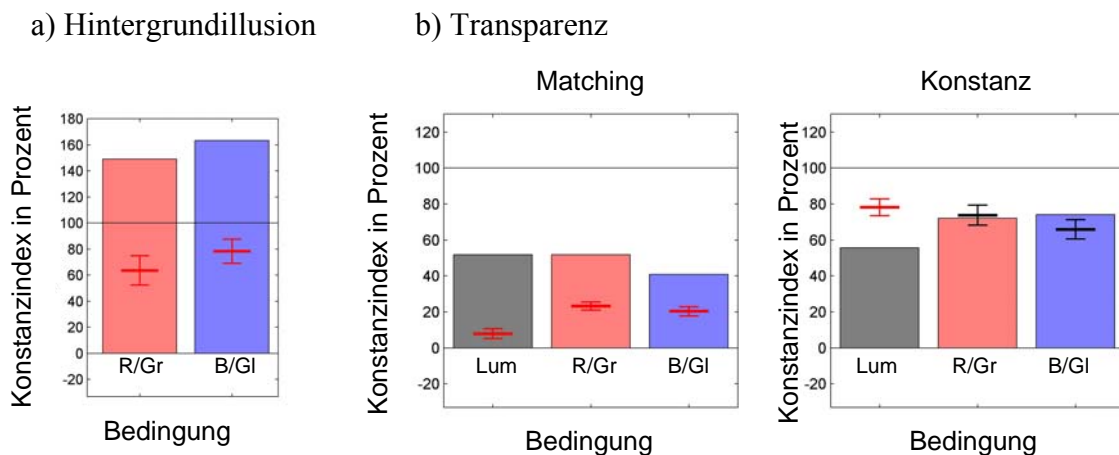 a) Hintergrundillusion b) Transparenz
Matching Konstanz
Konstanzindex in Prozent
180
160
140
120
100
80
60
40
20
0
-20
R/Gr B/Gl
Bedingung
Konstanzindex in Prozent
120
100
80
60
40
20
0
-20
Lum R/Gr B/Gl
Bedingung
Konstanzindex in Prozent
120
100
80
60
40
20
0
-20
Lum R/Gr B/Gl
Bedingung